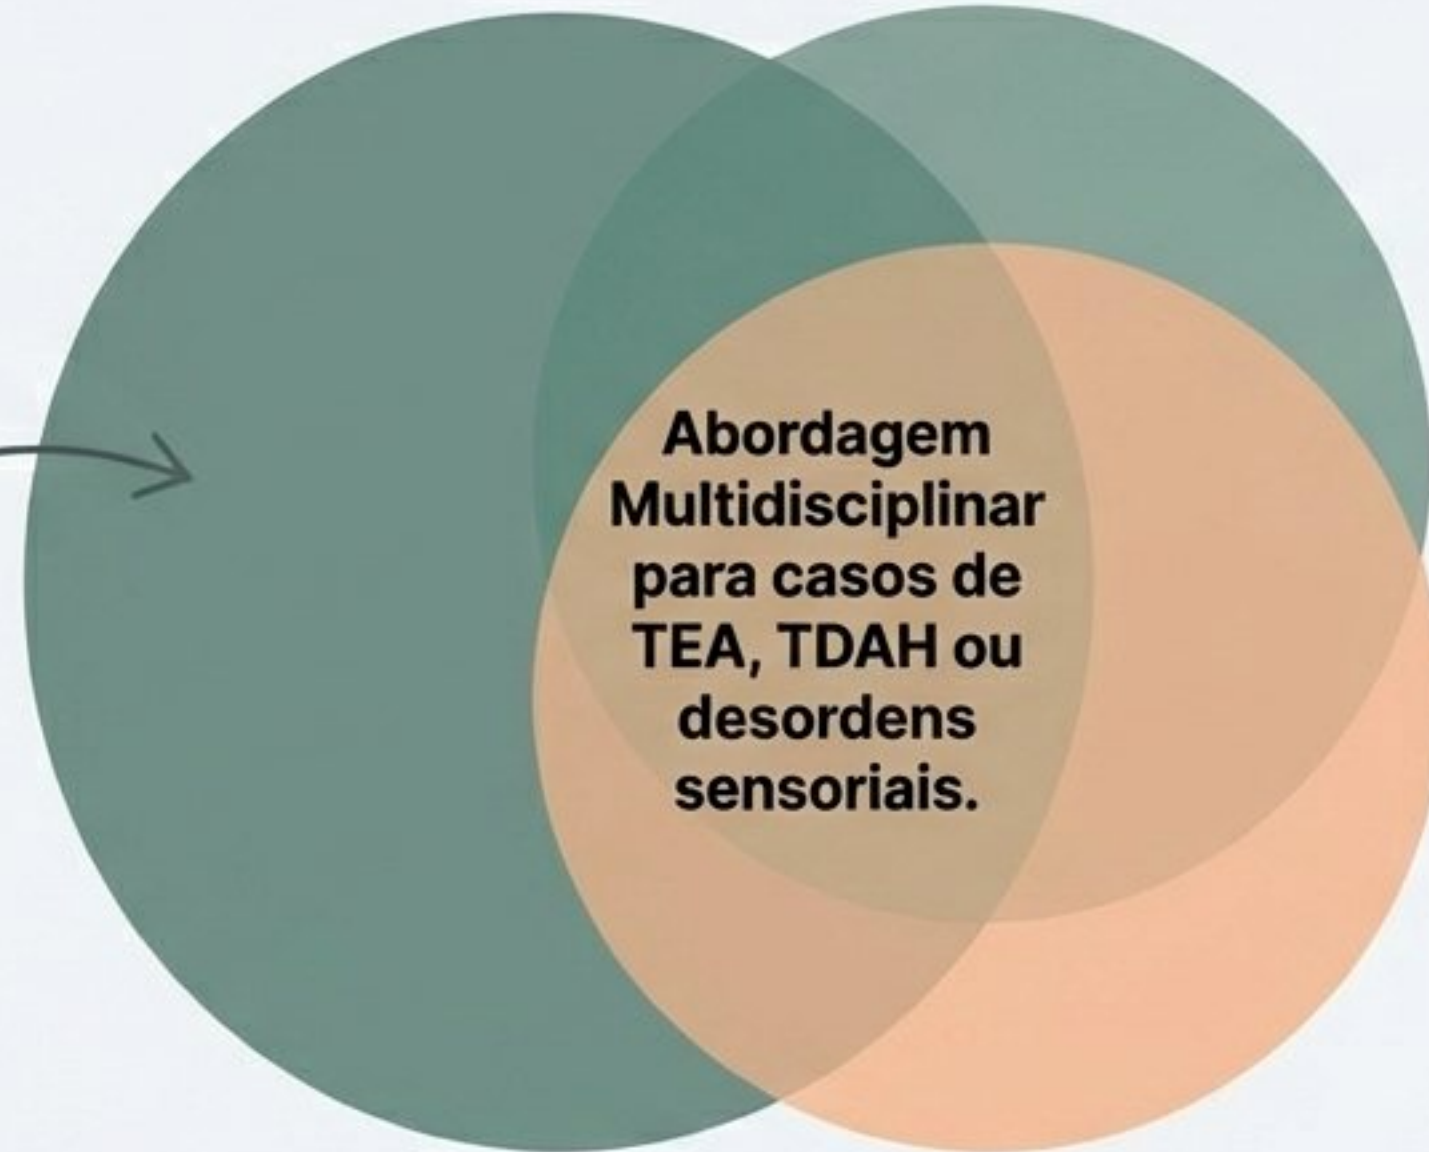 Abordagem
Multidisciplinar
para casos de
TEA, TDAH ou
desordens
sensoriais.